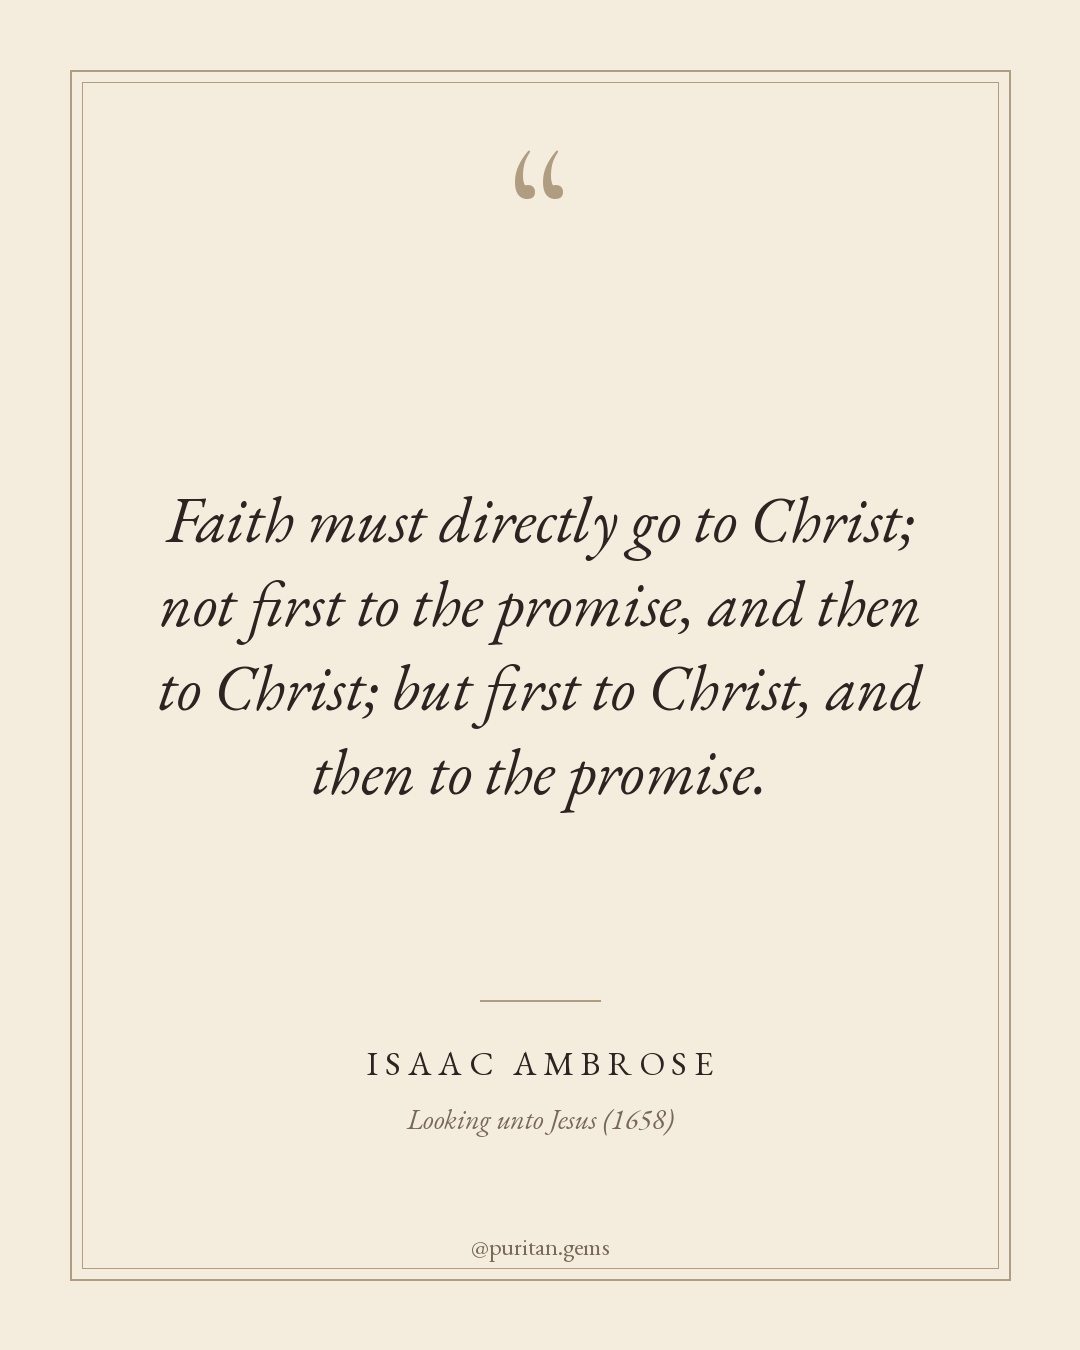 “
Faith must directly go to Christ;
not first to the promise, and then
to Christ; but first to Christ, and
then to the promise.
ISAAC AMBROSE
Looking unto Jesus (1658)
@puritan.gems